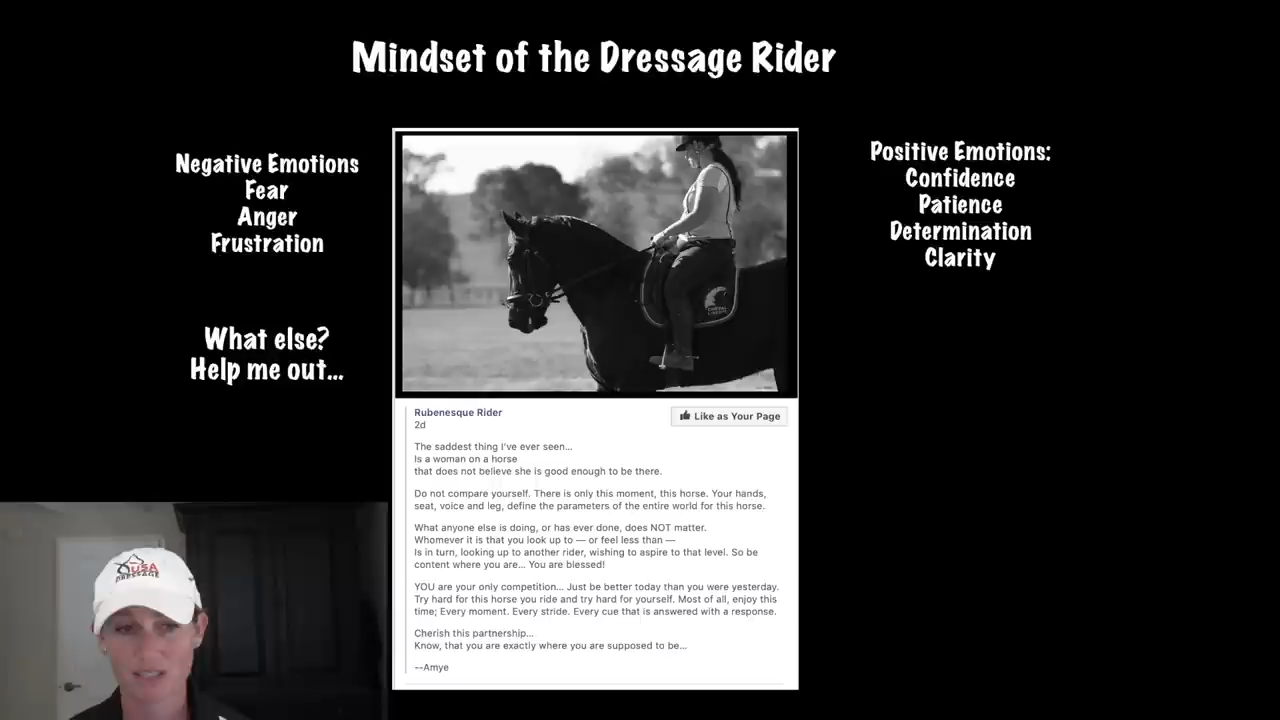 Mindset of the Dressage Rider
Negative Emotions
Fear
Anger
Frustration
What else?
Help me out...
Positive Emotions:
Confidence
Patience
Determination
Clarity
Rubenesque Rider
2d
Like as Your Page
The saddest thing I've ever seen...
Is a woman on a horse
that does not believe she is good enough to be there.
Do not compare yourself. There is only this moment, this horse. Your hands,
seat, voice and leg, define the parameters of the entire world for this horse.
What anyone else is doing, or has ever done, does NOT matter.
Whomever it is that you look up to — or feel less than —
Is in turn, looking up to another rider, wishing to aspire to that level. So be
content where you are... You are blessed!
YOU are your only competition... Just be better today than you were yesterday.
Try hard for this horse you ride and try hard for yourself. Most of all, enjoy this
time; Every moment. Every stride. Every cue that is answered with a response.
Cherish this partnership...
Know, that you are exactly where you are supposed to be...
--Amye
USA
DRESSAGE